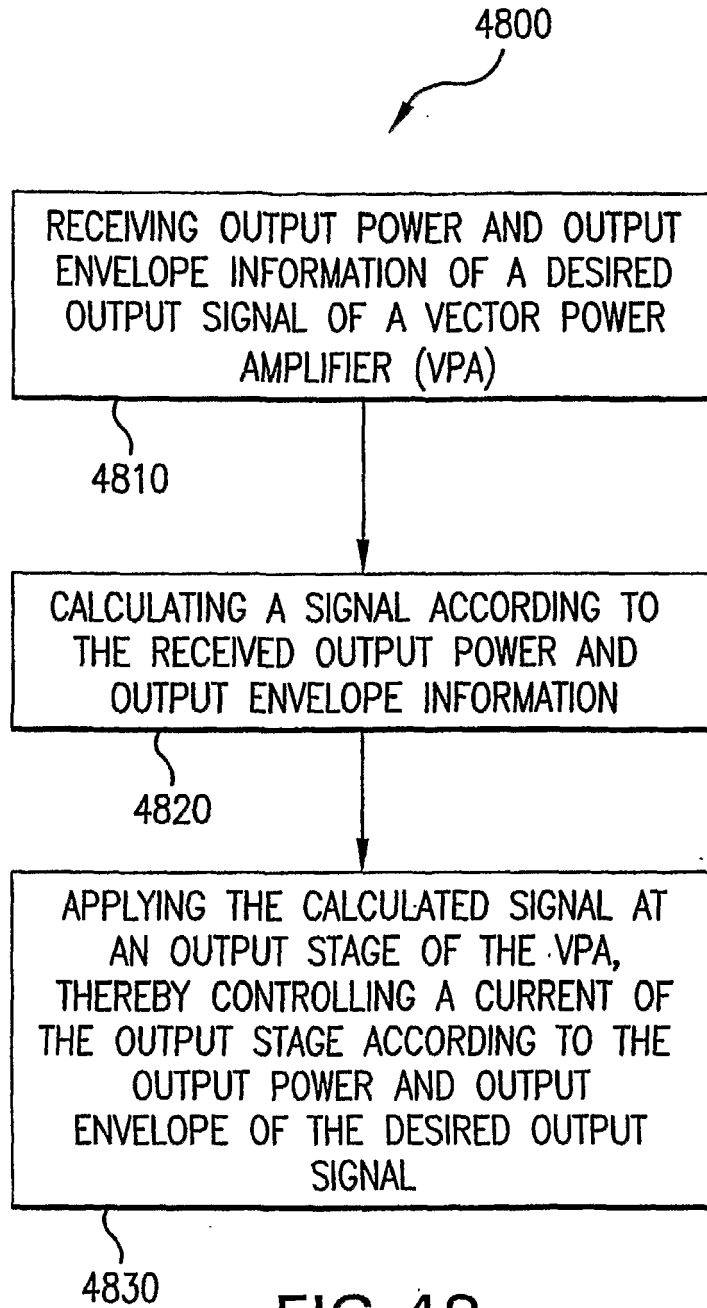 4800
RECEIVING OUTPUT POWER AND OUTPUT
ENVELOPE INFORMATION OF A DESIRED
OUTPUT SIGNAL OF A VECTOR POWER
AMPLIFIER (VPA)
4810
CALCULATING A SIGNAL ACCORDING TO
THE RECEIVED OUTPUT POWER AND
OUTPUT ENVELOPE INFORMATION
4820
APPLYING THE CALCULATED SIGNAL AT
AN OUTPUT STAGE OF THE VPA,
THEREBY CONTROLLING A CURRENT OF
THE OUTPUT STAGE ACCORDING TO THE
OUTPUT POWER AND OUTPUT
ENVELOPE OF THE DESIRED OUTPUT
SIGNAL
4830
FIG.48